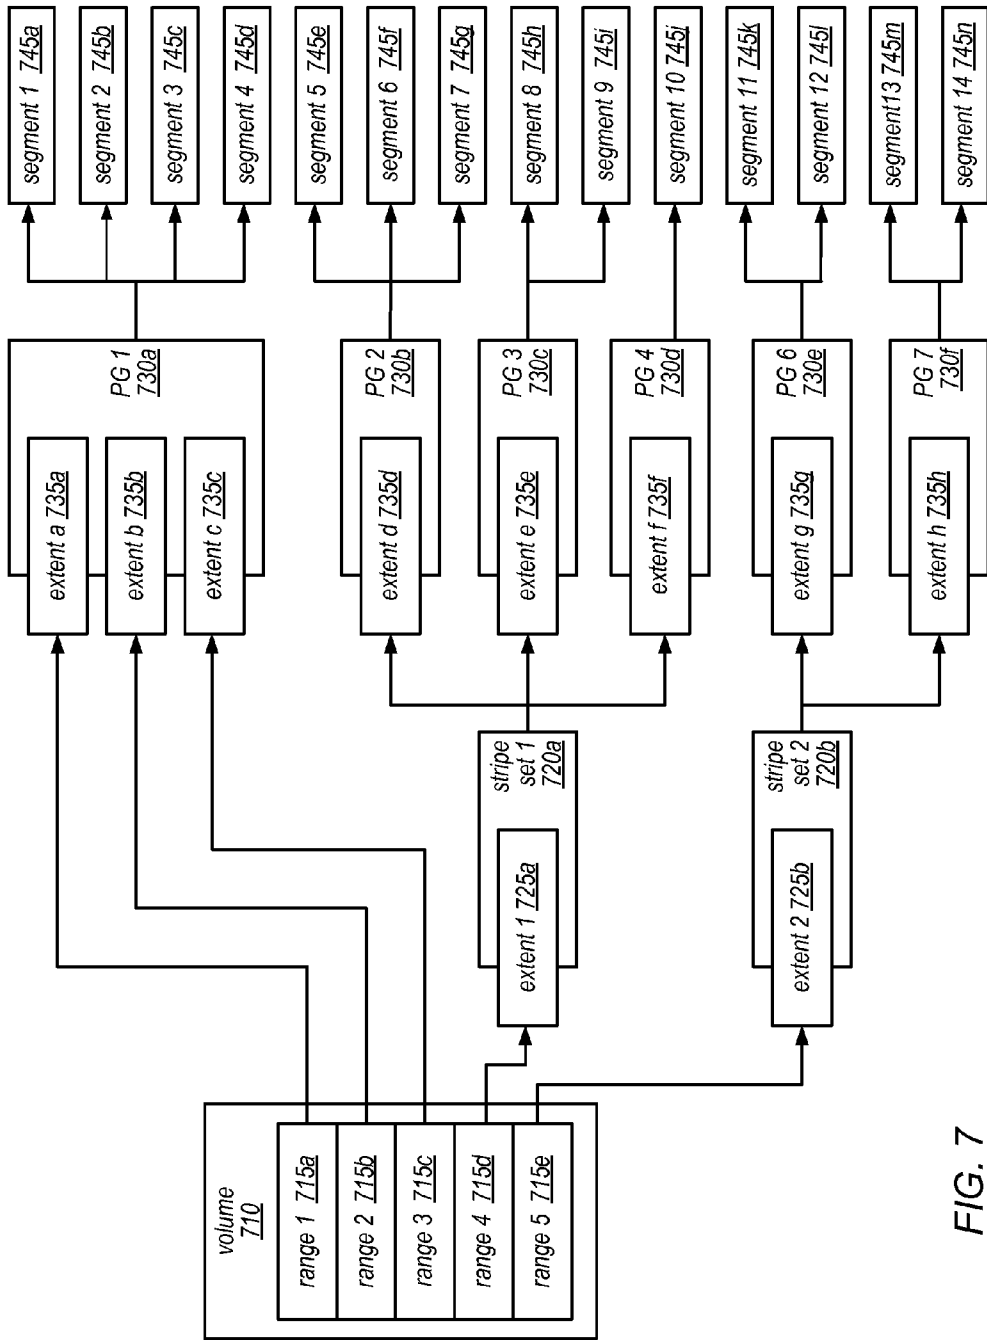 volume
710
range 1 715a
range 2 715b
range 3 715c
range 4 715d
range 5 715e
extent 1 725a
stripe
set 1
720a
extent 2 725b
stripe
set 2
720b
extent a 735a
extent b 735b
extent c 735c
PG 1
730a
extent d 735d
PG 2
730b
extent e 735e
PG 3
730c
extent f 735f
PG 4
730d
extent g 735g
PG 6
730e
extent h 735h
PG 7
730f
segment 1 745a
segment 2 745b
segment 3 745c
segment 4 745d
segment 5 745e
segment 6 745f
segment 7 745g
segment 8 745h
segment 9 745i
segment 10 745j
segment 11 745k
segment 12 745l
segment13 745m
segment 14 745n
FIG. 7